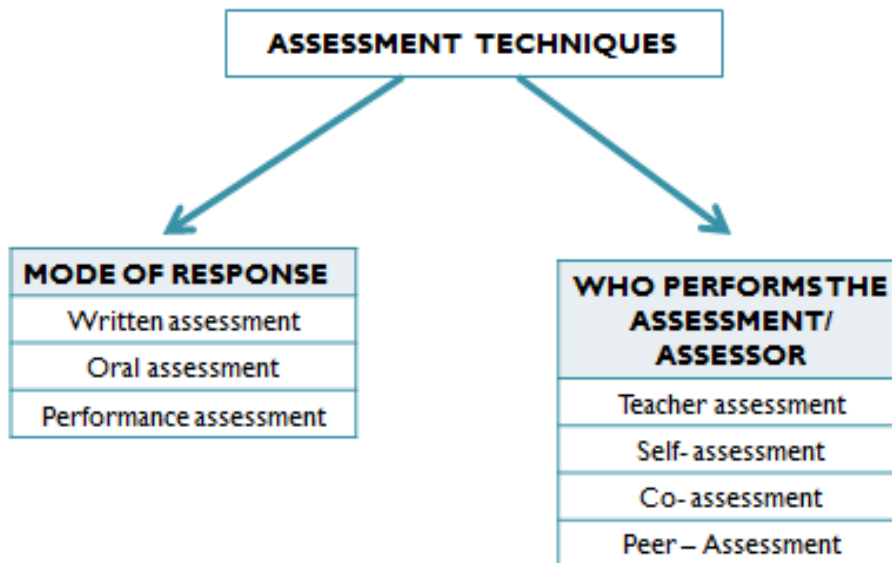 ASSESSMENT TECHNIQUES
MODE OF RESPONSE
Written assessment
Oral assessment
Performance assessment
WHO PERFORMS THE
ASSESSMENT/
ASSESSOR
Teacher assessment
Self- assessment
Co- assessment
Peer – Assessment